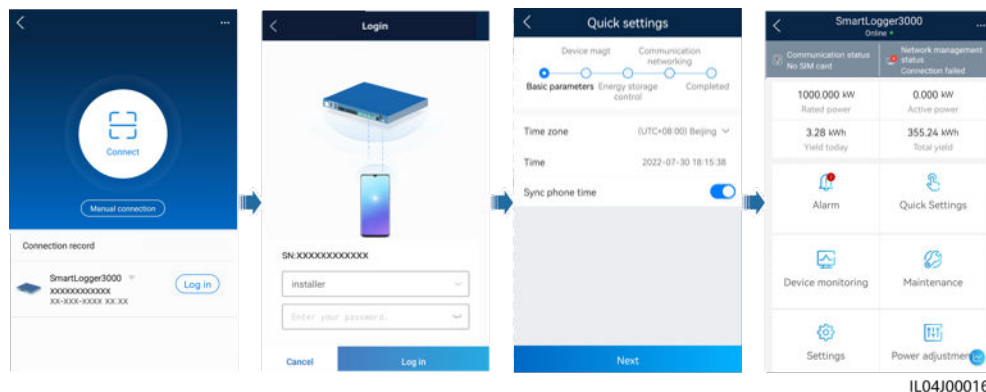 ...
Connect
Manual connection
Connection record
SmartLogger3000
XXXXXXXXXXXX
XX-XXX-XXXX XX:XX
Log in
Login
SN:XXXXXXXXXXXXX
installer
Enter your password.
Cancel
Log in
Quick settings
Device magt
Communication
networking
Basic parameters
Energy storage
control
Completed
Time zone
(UTC+08:00) Beijing
Time
2022-07-30 18:15:38
Sync phone time
Next
SmartLogger3000
...
Online
Communication status
No SIM card
Network management
status
Connection failed
1000.000 kW
Rated power
0.000 kW
Active power
3.28 kWh
Yield today
355.24 kWh
Total yield
Alarm
Quick Settings
Device monitoring
Maintenance
Settings
Power adjustment
IL04J00016